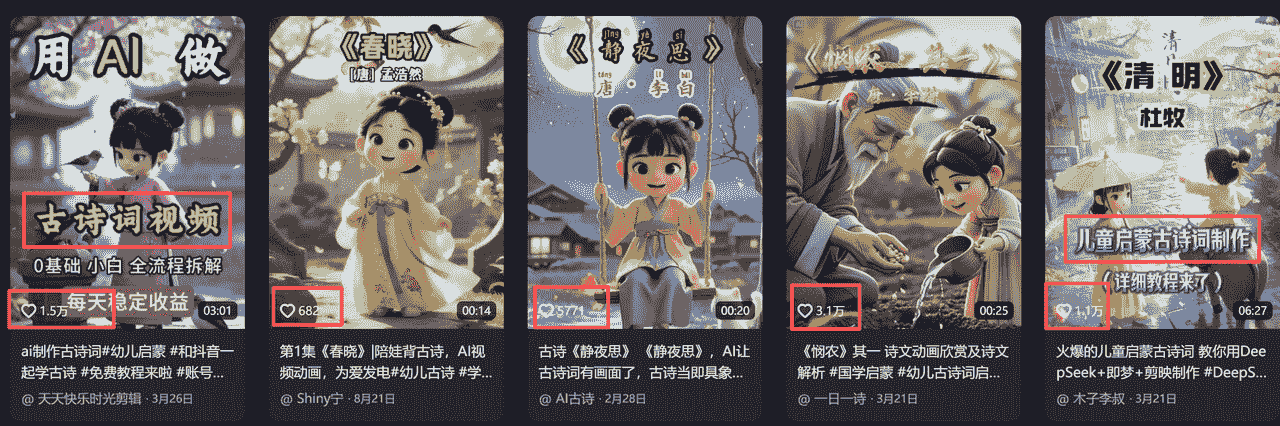 用 AI 做
古诗词视频
0基础 小白 全流程拆解
每天稳定收益
1.5万
03:01
ai制作古诗词#幼儿启蒙 #和抖音一
起学古诗 #免费教程来啦 #账号...
@ 天天快乐时光剪辑 · 3月26日
《春晓》
[唐] 孟浩然
682
00:14
第1集《春晓》|陪娃背古诗，AI视
频动画，为爱发电#幼儿古诗 #学...
@ Shiny宁 · 8月21日
jìng yè sī
《 静 夜 思 》
táng lǐ bái
唐 · 李 白
5771
00:20
古诗《静夜思》 《静夜思》，AI让
古诗词有画面了，古诗当即具象...
@ AI古诗 · 2月28日
3.1万
00:25
《悯农》其一 诗文动画欣赏及诗文
解析 #国学启蒙 #幼儿古诗词启...
@ 一日一诗 · 3月21日
清
《清 明》
杜牧
儿童启蒙古诗词制作
（详细教程来了）
1.1万
06:27
火爆的儿童启蒙古诗词 教你用Dee
pSeek+即梦+剪映制作 #DeepS...
@ 木子李叔 · 3月21日